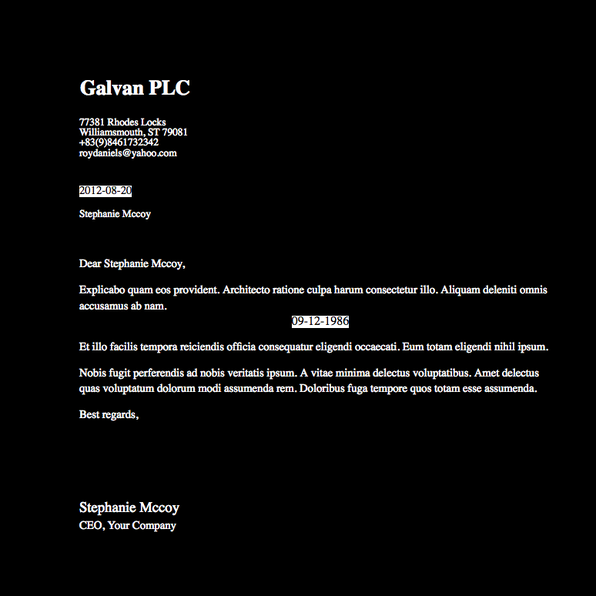 Galvan PLC
77381 Rhodes Locks
Williamsmouth, ST 79081
+83(9)8461732342
roydaniels@yahoo.com
2012-08-20
Stephanie Mccoy
Dear Stephanie Mccoy,
Explicabo quam eos provident. Architecto ratione culpa harum consectetur illo. Aliquam deleniti omnis
accusamus ab nam.
09-12-1986
Et illo facilis tempora reiciendis officia consequatur eligendi occaecati. Eum totam eligendi nihil ipsum.
Nobis fugit perferendis ad nobis veritatis ipsum. A vitae minima delectus voluptatibus. Amet delectus
quas voluptatum dolorum modi assumenda rem. Doloribus fuga tempore quos totam esse assumenda.
Best regards,
Stephanie Mccoy
CEO, Your Company